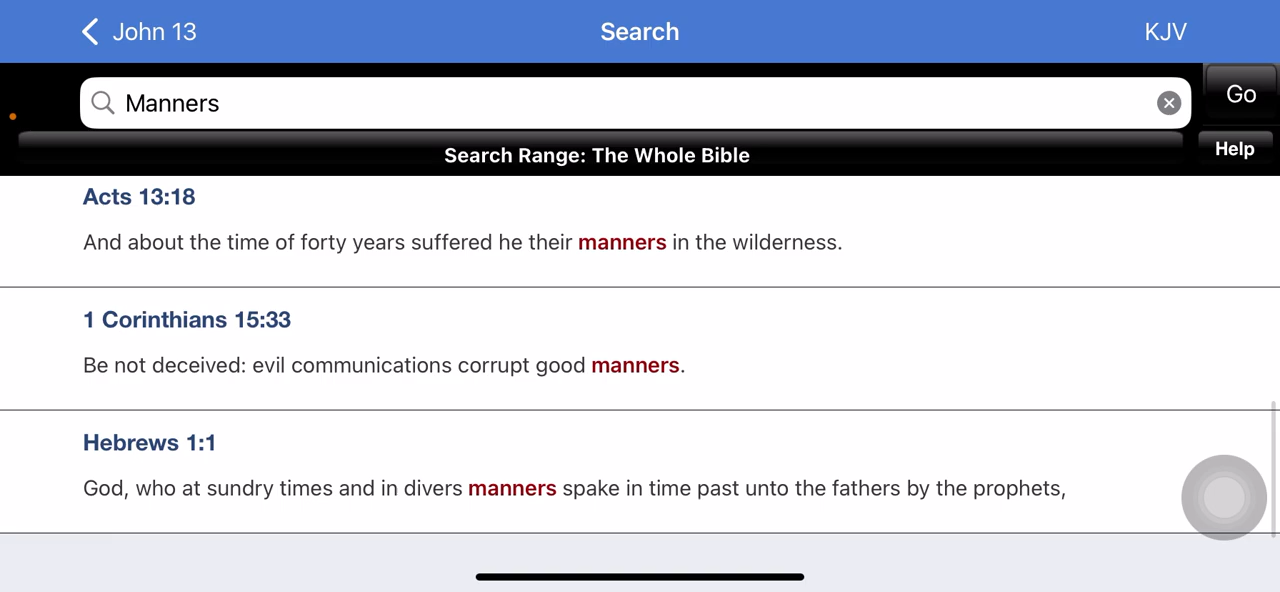 John 13
Search
KJV
Manners
Go
Search Range: The Whole Bible
Help
Acts 13:18
And about the time of forty years suffered he their manners in the wilderness.
1 Corinthians 15:33
Be not deceived: evil communications corrupt good manners.
Hebrews 1:1
God, who at sundry times and in divers manners spake in time past unto the fathers by the prophets,